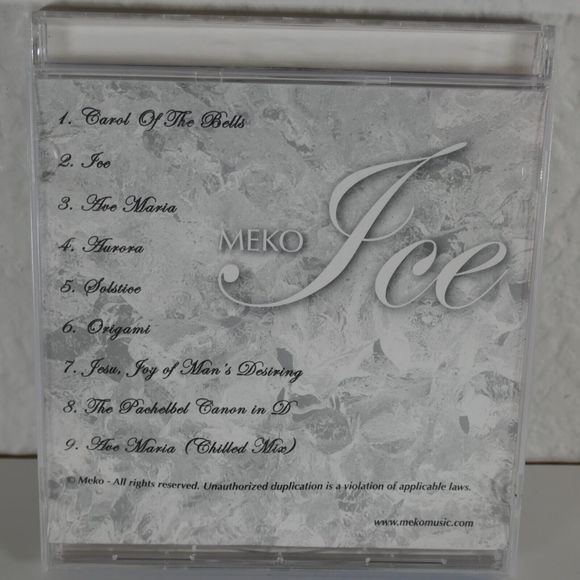 1. Carol Of The Bells
2. Ice
3. Ave Maria
4. Aurora
5. Solstice
6. Origami
7. Jesu, Joy of Man's Desiring
8. The Pachelbel Canon in D
9. Ave Maria (Chilled Mix)
MEKO
Ice
© Meko - All rights reserved. Unauthorized duplication is a violation of applicable laws.
www.mekomusic.com